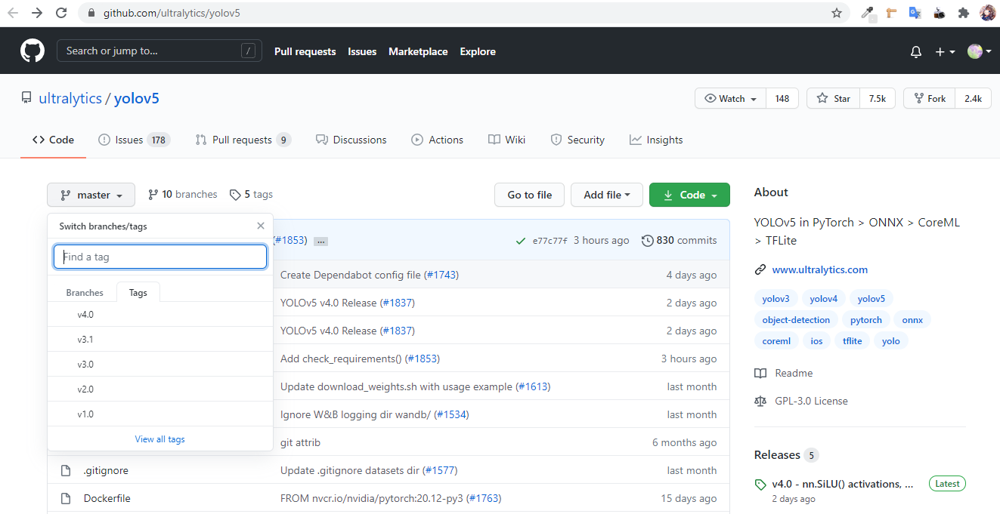 github.com/ultralytics/yolov5
Search or jump to... /
Pull requests Issues Marketplace Explore
ultralytics / yolov5
Watch 148 Star 7.5k Fork 2.4k
Code Issues 178 Pull requests 9 Discussions Actions Wiki Security Insights
master 10 branches 5 tags Go to file Add file Code
Switch branches/tags
Find a tag
Branches Tags
v4.0
v3.1
v3.0
v2.0
v1.0
View all tags
(#1853) ... e77c77f 3 hours ago 830 commits
Create Dependabot config file (#1743) 4 days ago
YOLOv5 v4.0 Release (#1837) 2 days ago
YOLOv5 v4.0 Release (#1837) 2 days ago
Add check_requirements() (#1853) 3 hours ago
Update download_weights.sh with usage example (#1613) last month
Ignore W&B logging dir wandb/ (#1534) last month
git attrib 6 months ago
.gitignore Update .gitignore datasets dir (#1577) last month
Dockerfile FROM nvcr.io/nvidia/pytorch:20.12-py3 (#1763) 15 days ago
About
YOLOv5 in PyTorch > ONNX > CoreML
> TFLite
www.ultralytics.com
yolov3 yolov4 yolov5
object-detection pytorch onnx
coreml ios tflite yolo
Readme
GPL-3.0 License
Releases 5
v4.0 - nn.SiLU() activations, ... Latest
2 days ago